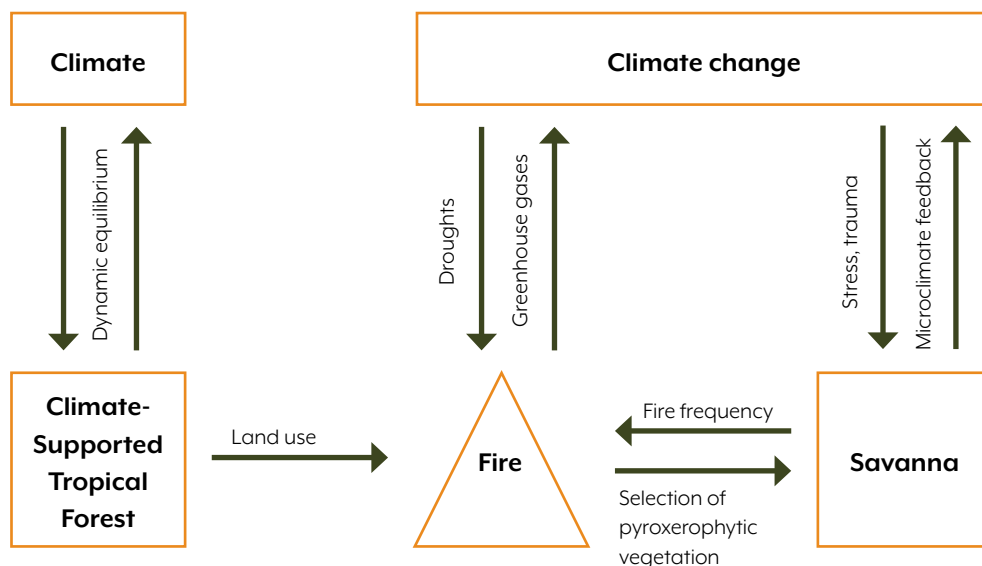 Climate
Climate change
Dynamic equilibrium
Droughts
Greenhouse gases
Stress, trauma
Microclimate feedback
Climate-
Supported
Tropical
Forest
Land use
Fire
Fire frequency
Selection of
pyroxerophytic
vegetation
Savanna